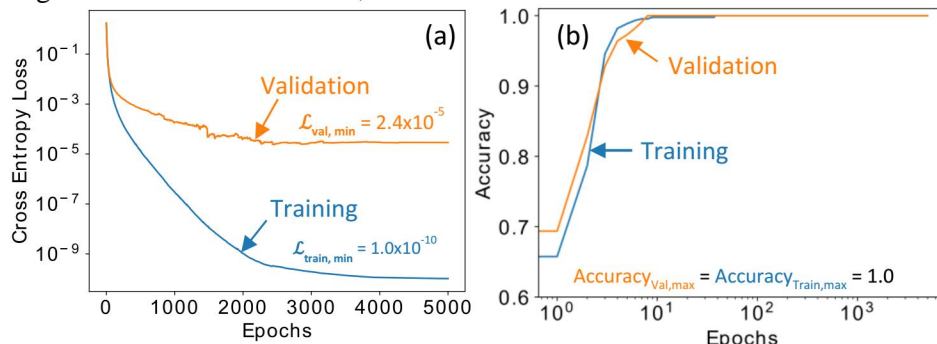 (a)
Cross Entropy Loss
10^-1
10^-3
10^-5
10^-7
10^-9
Validation
ℒval, min = 2.4x10^-5
Training
ℒtrain, min = 1.0x10^-10
0 1000 2000 3000 4000 5000
Epochs
(b)
Accuracy
1.0
0.9
0.8
0.7
0.6
Validation
Training
AccuracyVal,max = AccuracyTrain,max = 1.0
10^0 10^1 10^2 10^3
Epochs